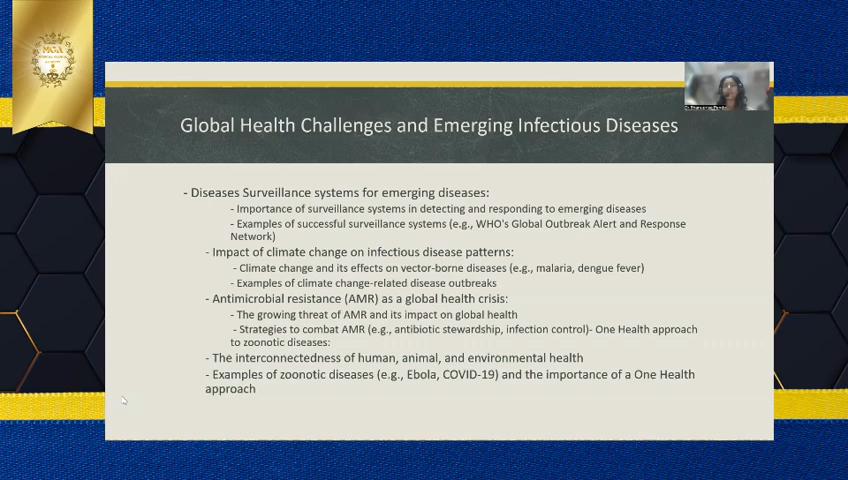 MGA
Global Health Challenges and Emerging Infectious Diseases
- Diseases Surveillance systems for emerging diseases:
- Importance of surveillance systems in detecting and responding to emerging diseases
- Examples of successful surveillance systems (e.g., WHO's Global Outbreak Alert and Response
Network)
- Impact of climate change on infectious disease patterns:
- Climate change and its effects on vector-borne diseases (e.g., malaria, dengue fever)
- Examples of climate change-related disease outbreaks
- Antimicrobial resistance (AMR) as a global health crisis:
- The growing threat of AMR and its impact on global health
- Strategies to combat AMR (e.g., antibiotic stewardship, infection control)- One Health approach
to zoonotic diseases:
- The interconnectedness of human, animal, and environmental health
- Examples of zoonotic diseases (e.g., Ebola, COVID-19) and the importance of a One Health
approach